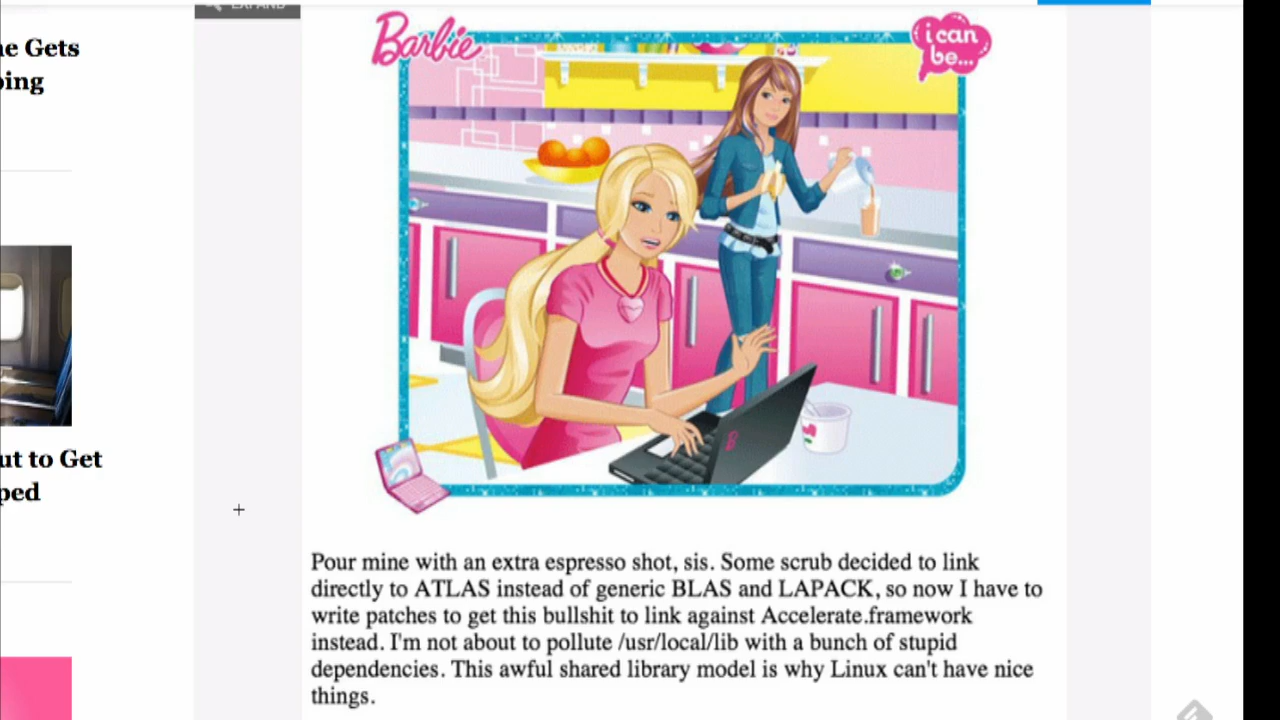 EXPAND
ne Gets
ping
Barbie
i can
be...
ut to Get
ped
Pour mine with an extra espresso shot, sis. Some scrub decided to link
directly to ATLAS instead of generic BLAS and LAPACK, so now I have to
write patches to get this bullshit to link against Accelerate.framework
instead. I'm not about to pollute /usr/local/lib with a bunch of stupid
dependencies. This awful shared library model is why Linux can't have nice
things.